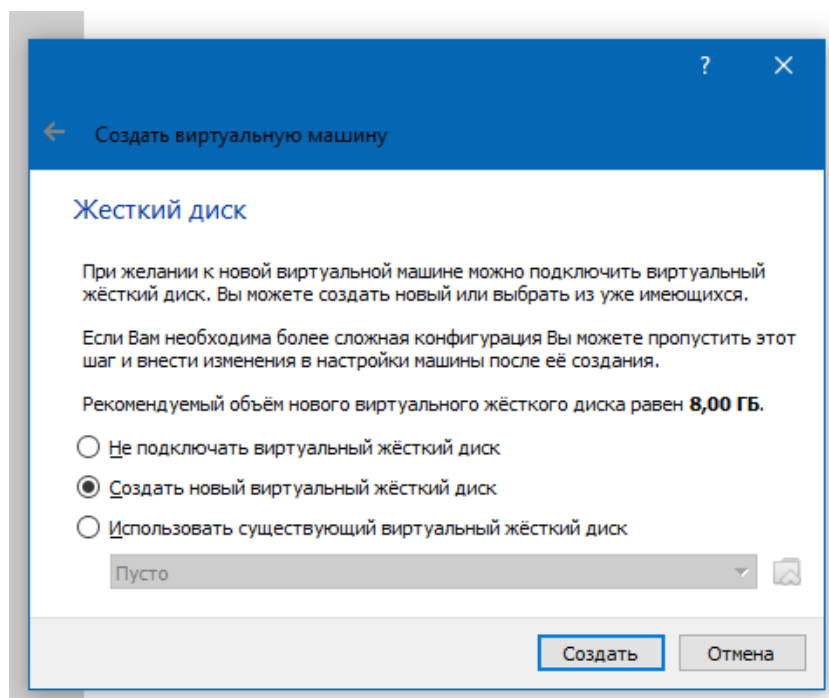 ?
Создать виртуальную машину
Жесткий диск
При желании к новой виртуальной машине можно подключить виртуальный
жёсткий диск. Вы можете создать новый или выбрать из уже имеющихся.
Если Вам необходима более сложная конфигурация Вы можете пропустить этот
шаг и внести изменения в настройки машины после её создания.
Рекомендуемый объём нового виртуального жёсткого диска равен 8,00 ГБ.
Не подключать виртуальный жёсткий диск
Создать новый виртуальный жёсткий диск
Использовать существующий виртуальный жёсткий диск
Пусто
Создать Отмена